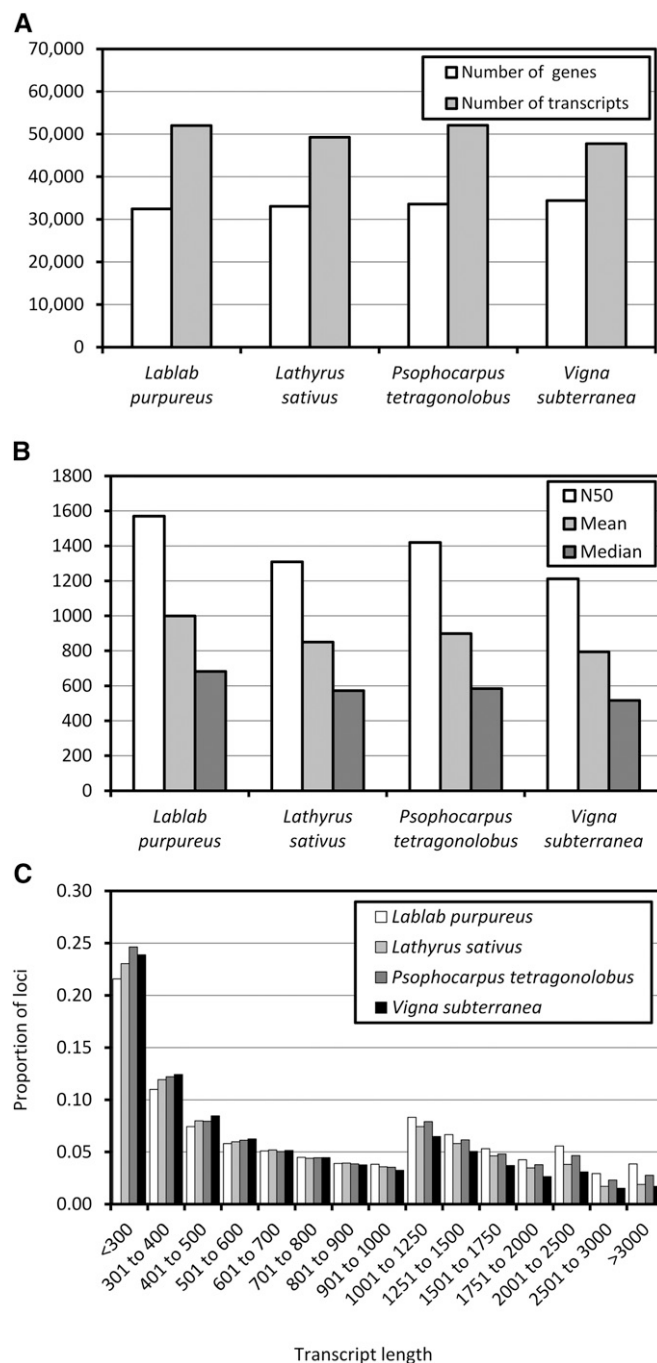 A
70,000
60,000
50,000
40,000
30,000
20,000
10,000
0
Number of genes
Number of transcripts
Lablab
purpureus
Lathyrus
sativus
Psophocarpus
tetragonolobus
Vigna
subterranea
B
1800
1600
1400
1200
1000
800
600
400
200
0
N50
Mean
Median
Lablab
purpureus
Lathyrus
sativus
Psophocarpus
tetragonolobus
Vigna
subterranea
C
0.30
0.25
0.20
0.15
0.10
0.05
0.00
Proportion of loci
Lablab purpureus
Lathyrus sativus
Psophocarpus tetragonolobus
Vigna subterranea
<300
301 to 400
401 to 500
501 to 600
601 to 700
701 to 800
801 to 900
901 to 1000
1001 to 1250
1251 to 1500
1501 to 1750
1751 to 2000
2001 to 2500
2501 to 3000
>3000
Transcript length